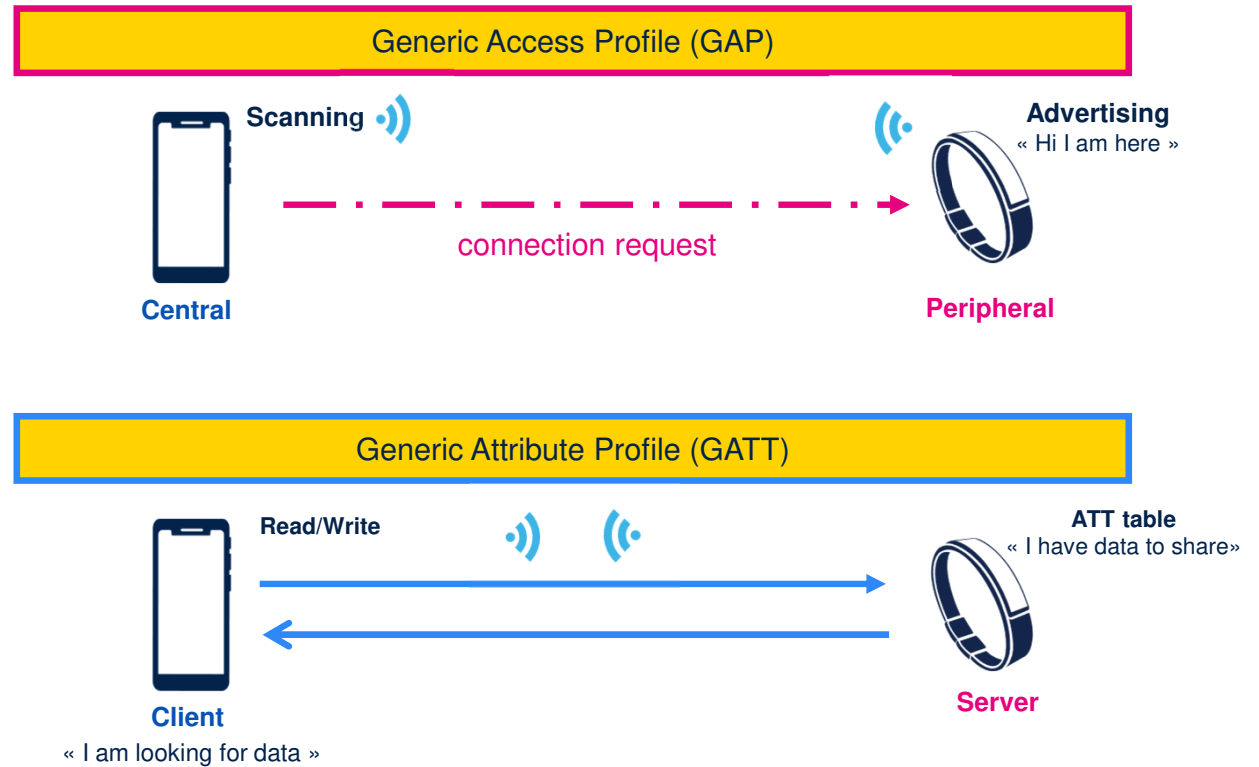 Generic Access Profile (GAP)
Scanning
Advertising
« Hi I am here »
connection request
Central
Peripheral
Generic Attribute Profile (GATT)
Read/Write
ATT table
« I have data to share»
Client
Server
« I am looking for data »